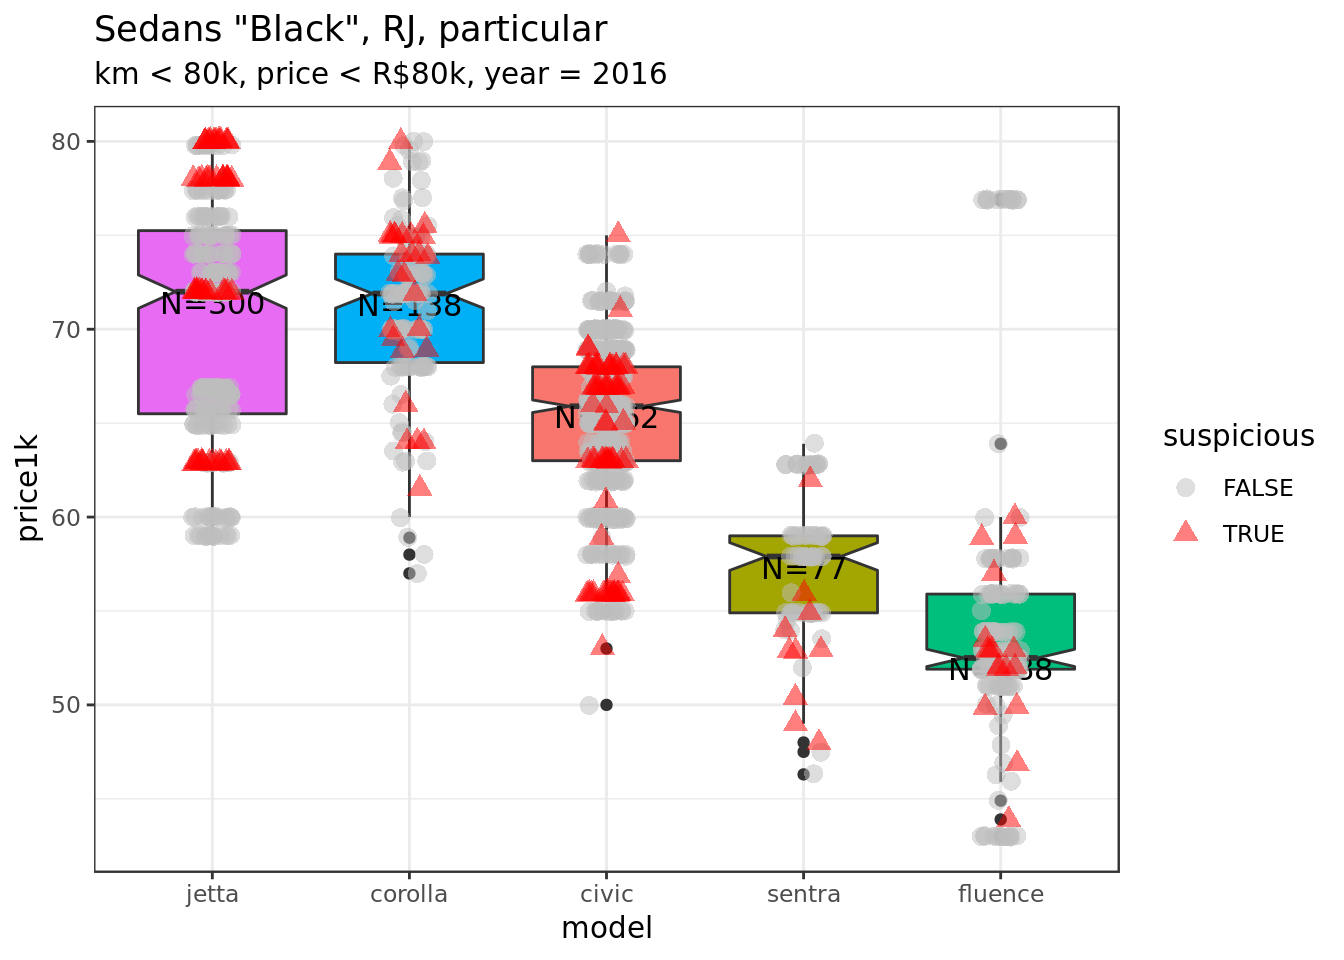 Sedans "Black", RJ, particular
km < 80k, price < R$80k, year = 2016
price1k
80
70
60
50
N=300
N=138
N=77
jetta
corolla
civic
sentra
fluence
model
suspicious
FALSE
TRUE